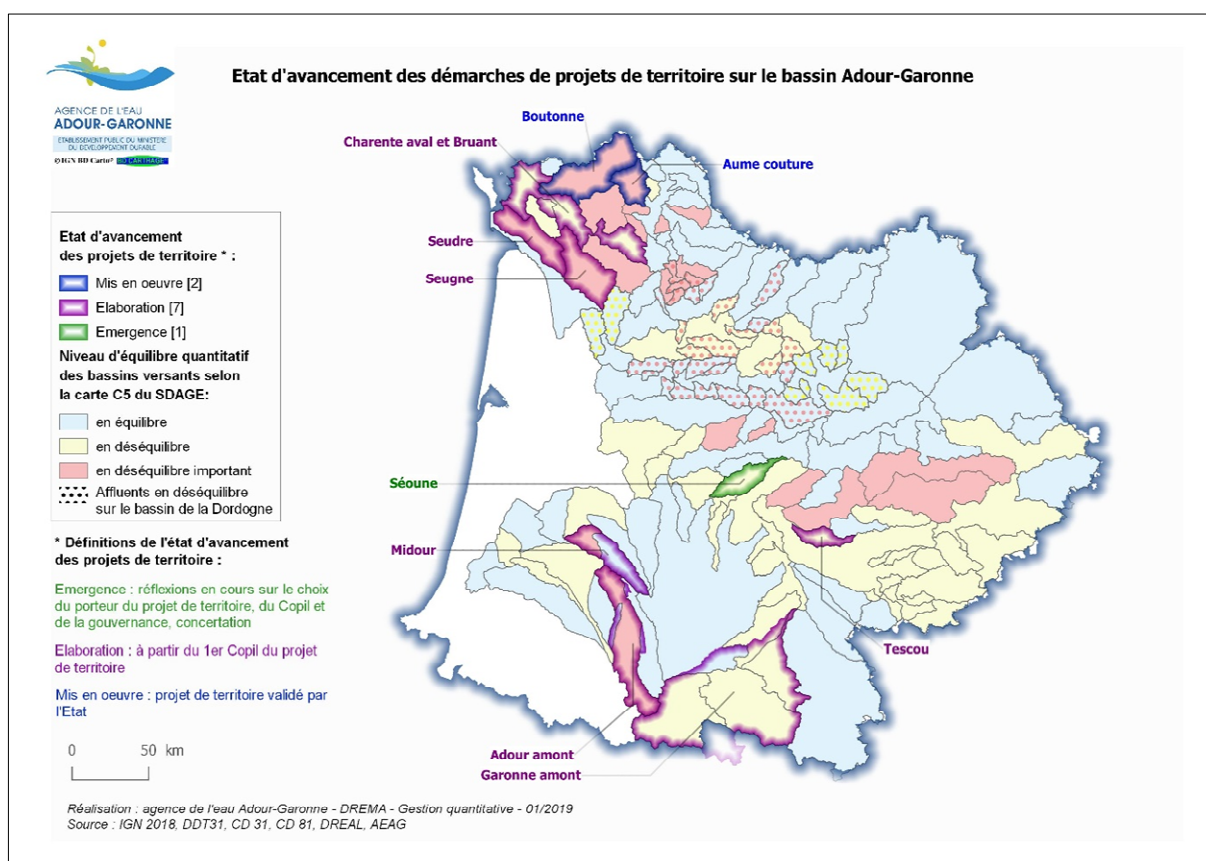 Etat d'avancement des démarches de projets de territoire sur le bassin Adour-Garonne
AGENCE DE L'EAU
ADOUR-GARONNE
ETABLISSEMENT PUBLIC DU MINISTERE
DU DEVELOPPEMENT DURABLE
© IGN BD Carto® BD CARTHAGE®
Boutonne
Charente aval et Bruant
Aume couture
Seudre
Seugne
Séoune
Midour
Tescou
Adour amont
Garonne amont
Etat d'avancement
des projets de territoire * :
Mis en oeuvre [2]
Elaboration [7]
Emergence [1]
Niveau d'équilibre quantitatif
des bassins versants selon
la carte C5 du SDAGE:
en équilibre
en déséquilibre
en déséquilibre important
Affluents en déséquilibre
sur le bassin de la Dordogne
* Définitions de l'état d'avancement
des projets de territoire :
Emergence : réflexions en cours sur le choix
du porteur du projet de territoire, du Copil et
de la gouvernance, concertation
Elaboration : à partir du 1er Copil du projet
de territoire
Mis en oeuvre : projet de territoire validé par
l'Etat
0 50 km
Réalisation : agence de l'eau Adour-Garonne - DREMA - Gestion quantitative - 01/2019
Source : IGN 2018, DDT31, CD 31, CD 81, DREAL, AEAG